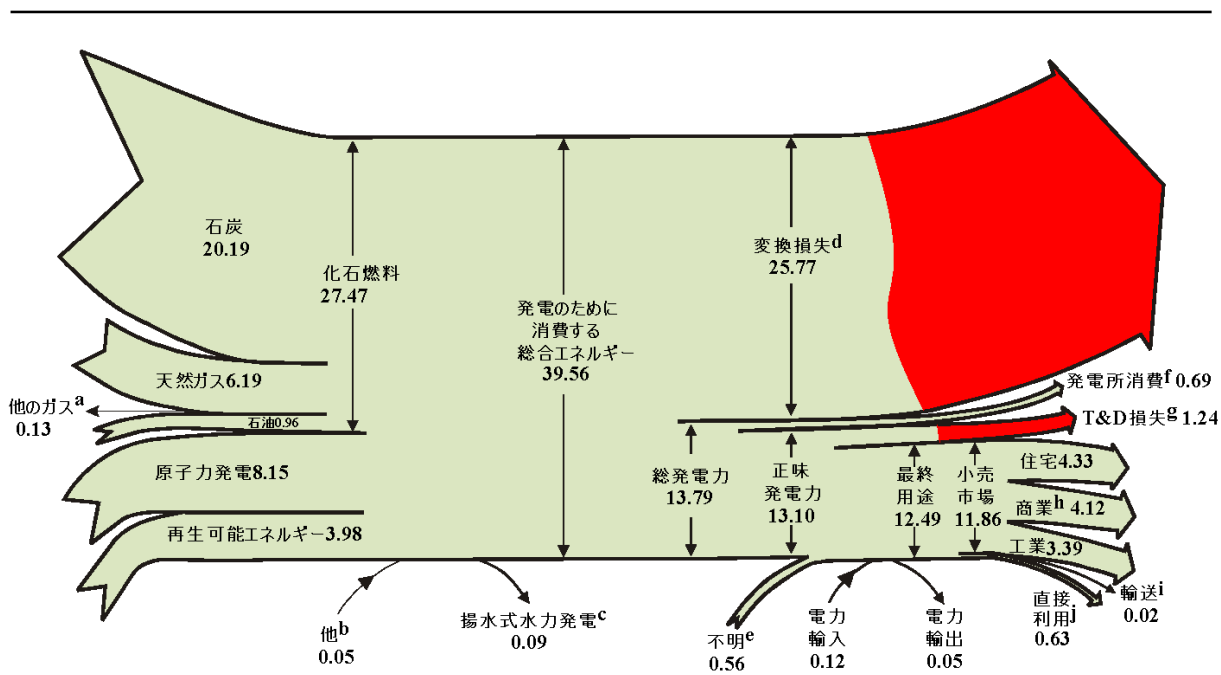 石炭
20.19
化石燃料
27.47
発電のために
消費する
総合エネルギー
39.56
変換損失d
25.77
天然ガス6.19
他のガスa
0.13
石油0.96
原子力発電8.15
再生可能エネルギー3.98
他b
0.05
揚水式水力発電c
0.09
総発電力
13.79
正味
発電力
13.10
不明e
0.56
電力
輸入
0.12
電力
輸出
0.05
最終
用途
12.49
小売
市場
11.86
発電所消費f 0.69
T&D損失g 1.24
住宅4.33
商業h 4.12
工業3.39
輸送i
0.02
直接
利用j
0.63